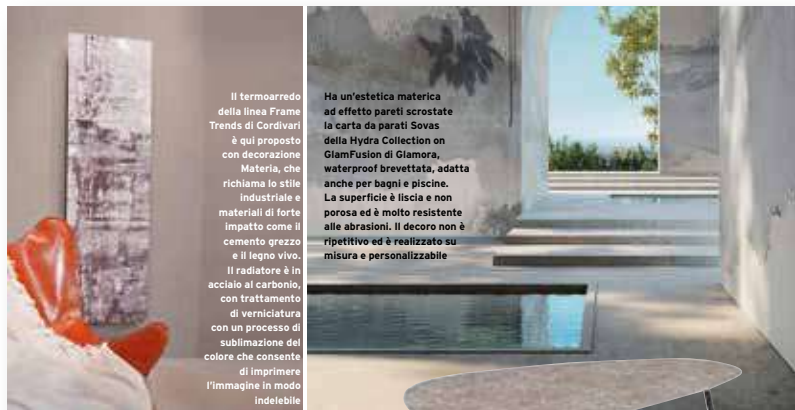 Il termoarredo
della linea Frame
Trends di Cordivari
è qui proposto
con decorazione
Materia, che
richiama lo stile
industriale e
materiali di forte
impatto come il
cemento grezzo
e il legno vivo.
Il radiatore è in
acciaio al carbonio,
con trattamento
di verniciatura
con un processo di
sublimazione del
colore che consente
di imprimere
l'immagine in modo
indelebile
Ha un'estetica materica
ad effetto pareti scrostate
la carta da parati Sovas
della Hydra Collection on
GlamFusion di Glamora,
waterproof brevettata, adatta
anche per bagni e piscine.
La superficie è liscia e non
porosa ed è molto resistente
alle abrasioni. Il decoro non è
ripetitivo ed è realizzato su
misura e personalizzabile